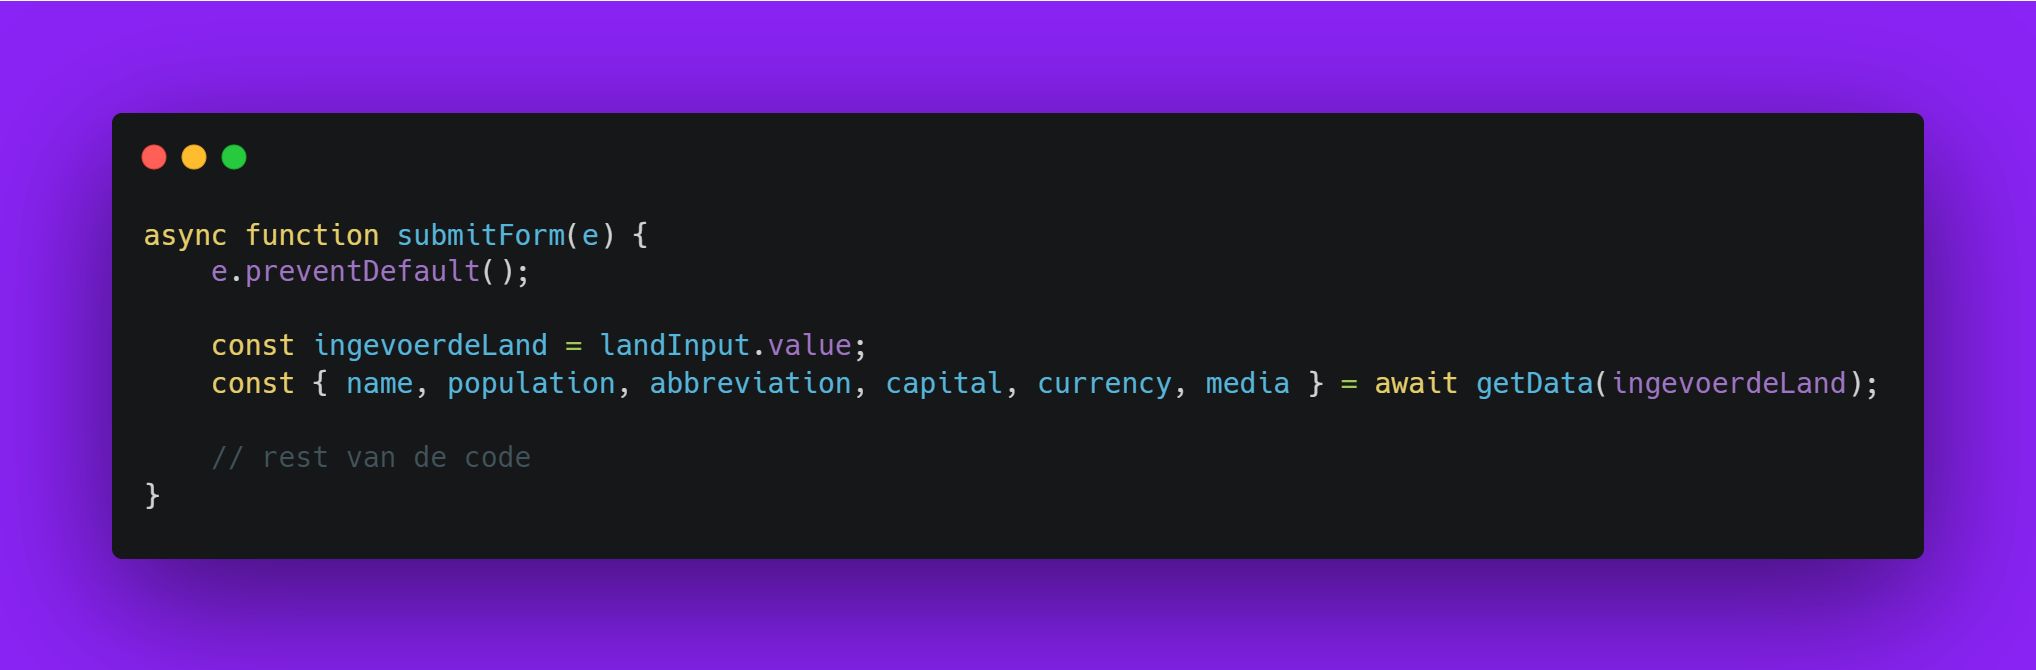 async function submitForm(e) {
    e.preventDefault();

    const ingevoerdeLand = landInput.value;
    const { name, population, abbreviation, capital, currency, media } = await getData(ingevoerdeLand);

    // rest van de code
}